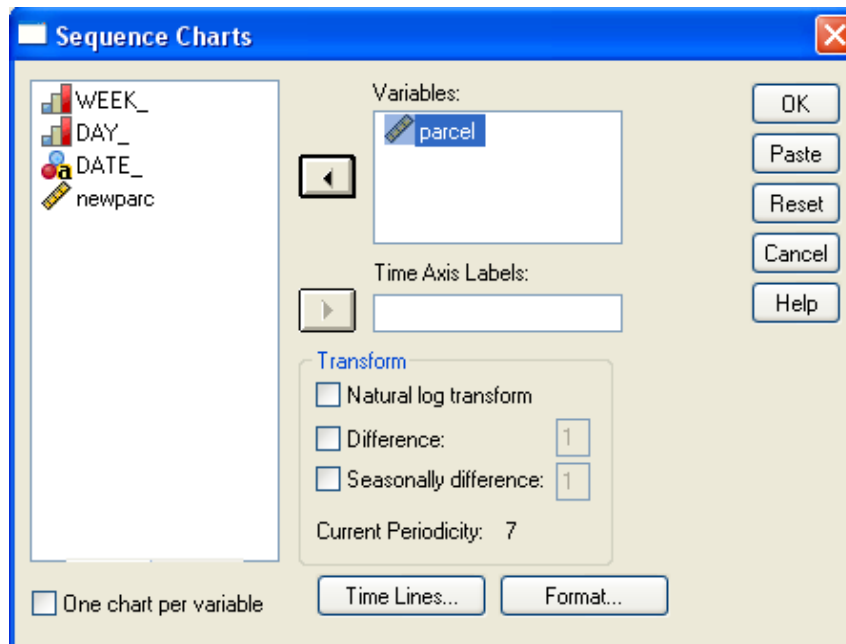 Sequence Charts
WEEK_
DAY_
DATE_
newparc
Variables:
parcel
Time Axis Labels:
Transform
Natural log transform
Difference: 1
Seasonally difference: 1
Current Periodicity: 7
One chart per variable
Time Lines...
Format...
OK
Paste
Reset
Cancel
Help